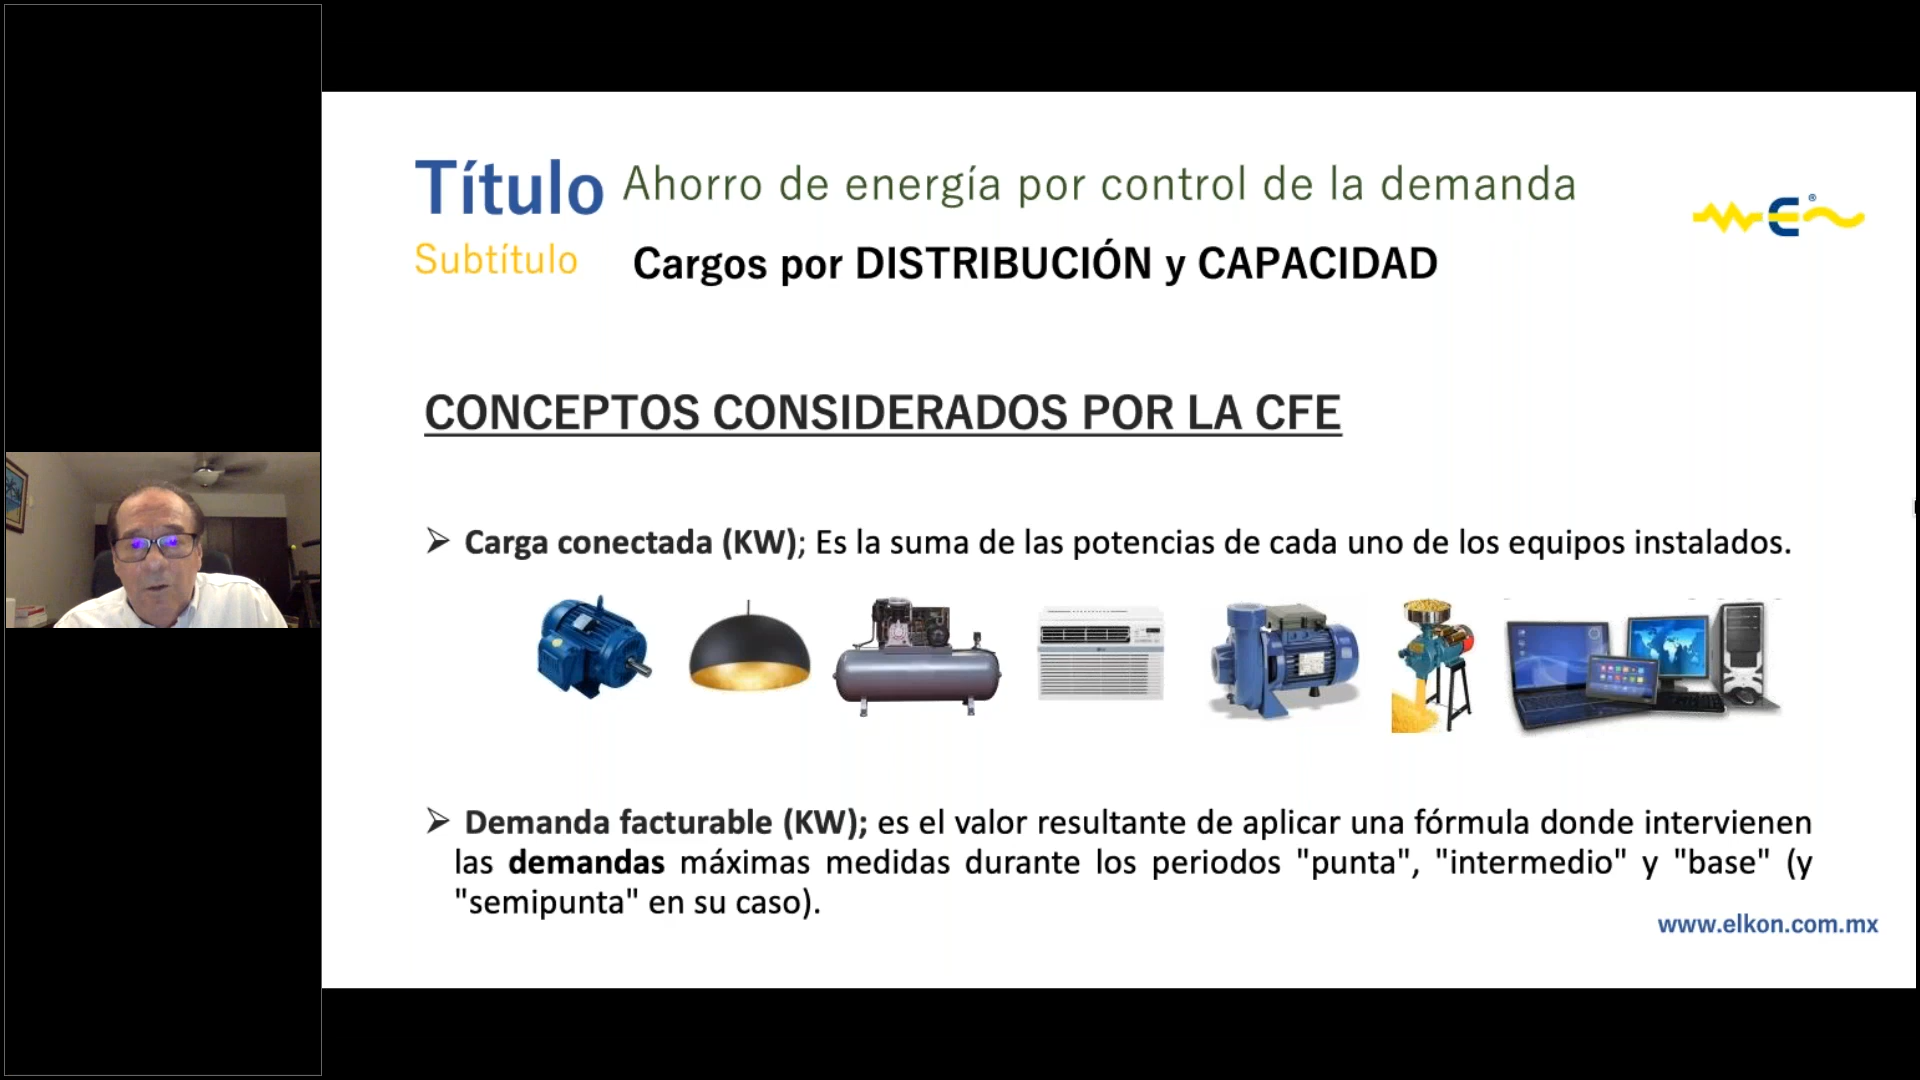 Título Ahorro de energía por control de la demanda
Subtítulo Cargos por DISTRIBUCIÓN y CAPACIDAD
CONCEPTOS CONSIDERADOS POR LA CFE
➢ Carga conectada (KW); Es la suma de las potencias de cada uno de los equipos instalados.
➢ Demanda facturable (KW); es el valor resultante de aplicar una fórmula donde intervienen
las demandas máximas medidas durante los periodos "punta", "intermedio" y "base" (y
"semipunta" en su caso).
www.elkon.com.mx